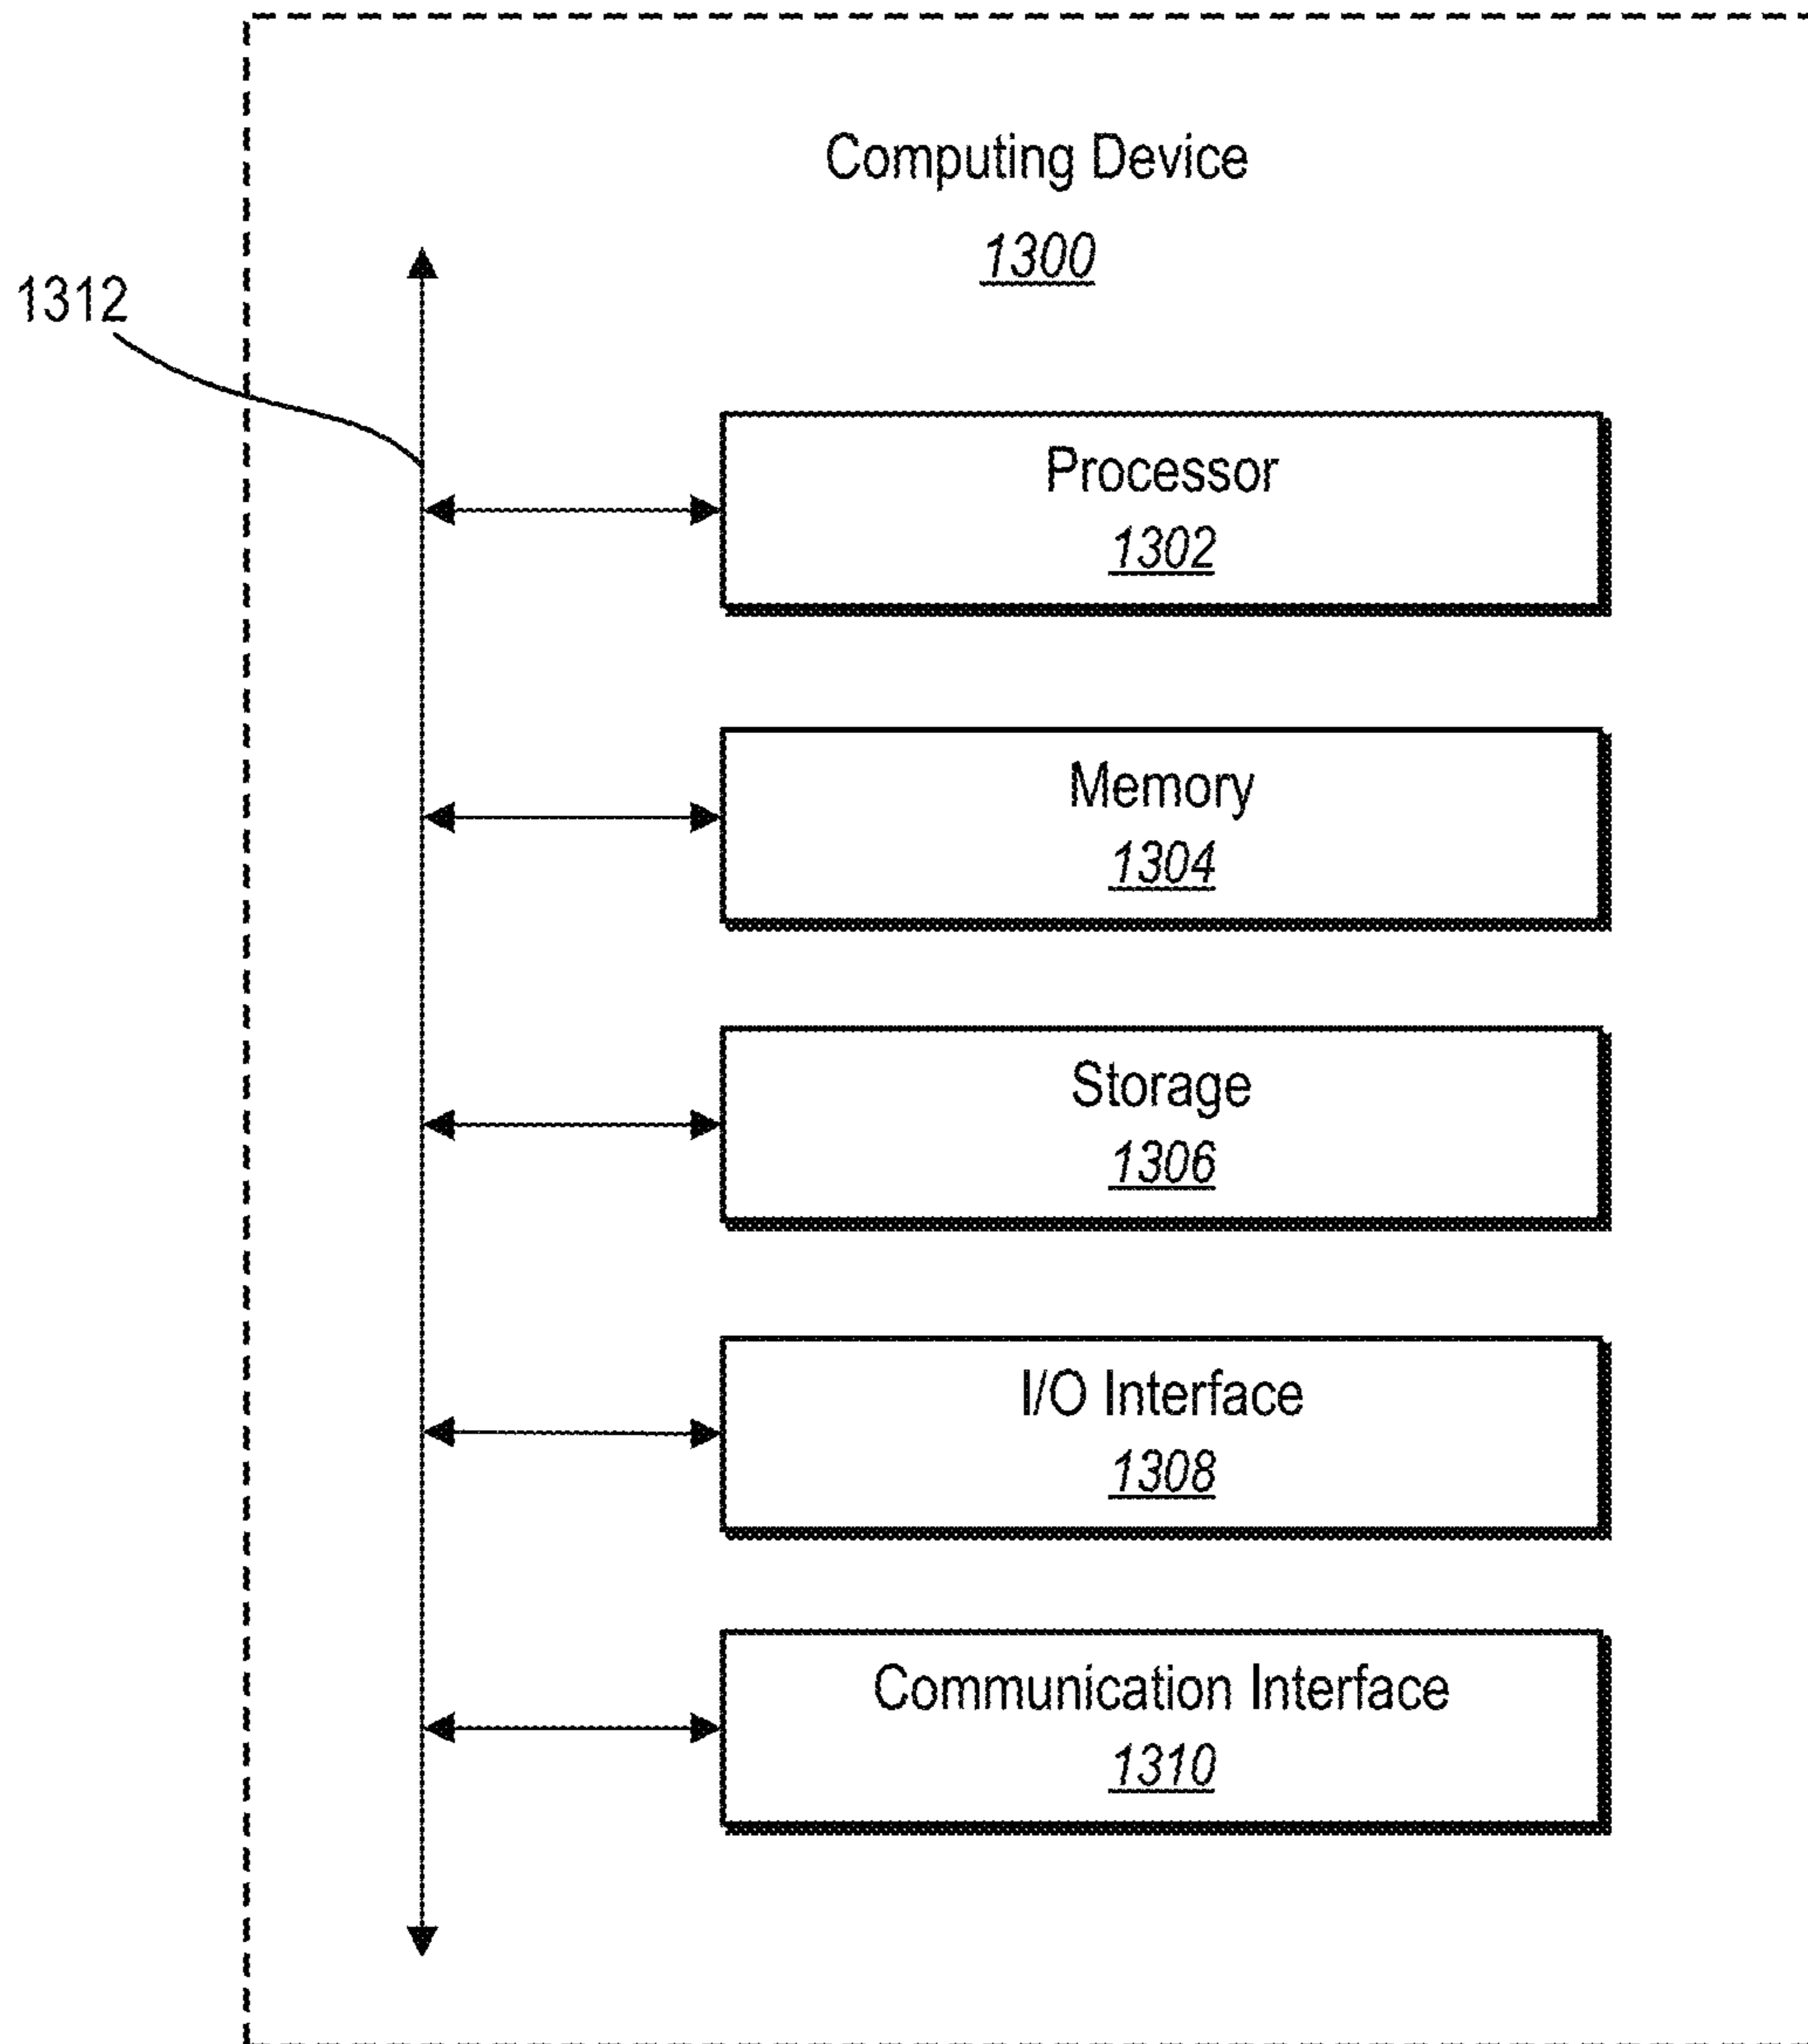 Computing Device
1300
1312
Processor
1302
Memory
1304
Storage
1306
I/O Interface
1308
Communication Interface
1310